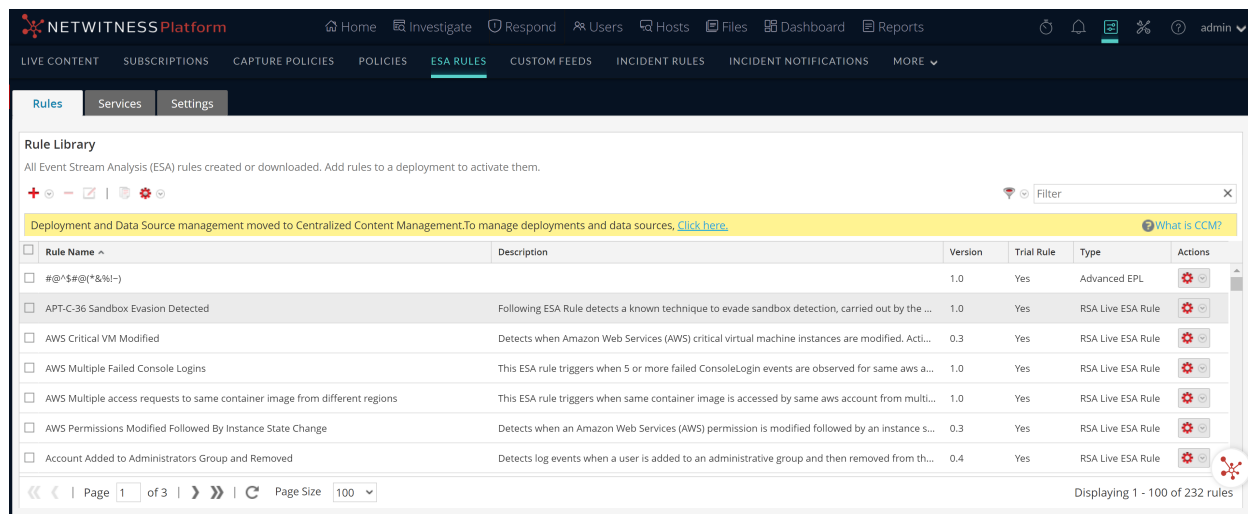 NETWITNESS Platform Home Investigate Respond Users Hosts Files Dashboard Reports admin
LIVE CONTENT SUBSCRIPTIONS CAPTURE POLICIES POLICIES ESA RULES CUSTOM FEEDS INCIDENT RULES INCIDENT NOTIFICATIONS MORE
Rules Services Settings
Rule Library
All Event Stream Analysis (ESA) rules created or downloaded. Add rules to a deployment to activate them.
Filter
Deployment and Data Source management moved to Centralized Content Management.To manage deployments and data sources, Click here. What is CCM?
Rule Name Description Version Trial Rule Type Actions
#@^$#@(*&%!~) 1.0 Yes Advanced EPL
APT-C-36 Sandbox Evasion Detected Following ESA Rule detects a known technique to evade sandbox detection, carried out by the ... 1.0 Yes RSA Live ESA Rule
AWS Critical VM Modified Detects when Amazon Web Services (AWS) critical virtual machine instances are modified. Acti... 0.3 Yes RSA Live ESA Rule
AWS Multiple Failed Console Logins This ESA rule triggers when 5 or more failed ConsoleLogin events are observed for same aws a... 1.0 Yes RSA Live ESA Rule
AWS Multiple access requests to same container image from different regions This ESA rule triggers when same container image is accessed by same aws account from multi... 1.0 Yes RSA Live ESA Rule
AWS Permissions Modified Followed By Instance State Change Detects when an Amazon Web Services (AWS) permission is modified followed by an instance s... 0.3 Yes RSA Live ESA Rule
Account Added to Administrators Group and Removed Detects log events when a user is added to an administrative group and then removed from th... 0.4 Yes RSA Live ESA Rule
Page 1 of 3 Page Size 100 Displaying 1 - 100 of 232 rules